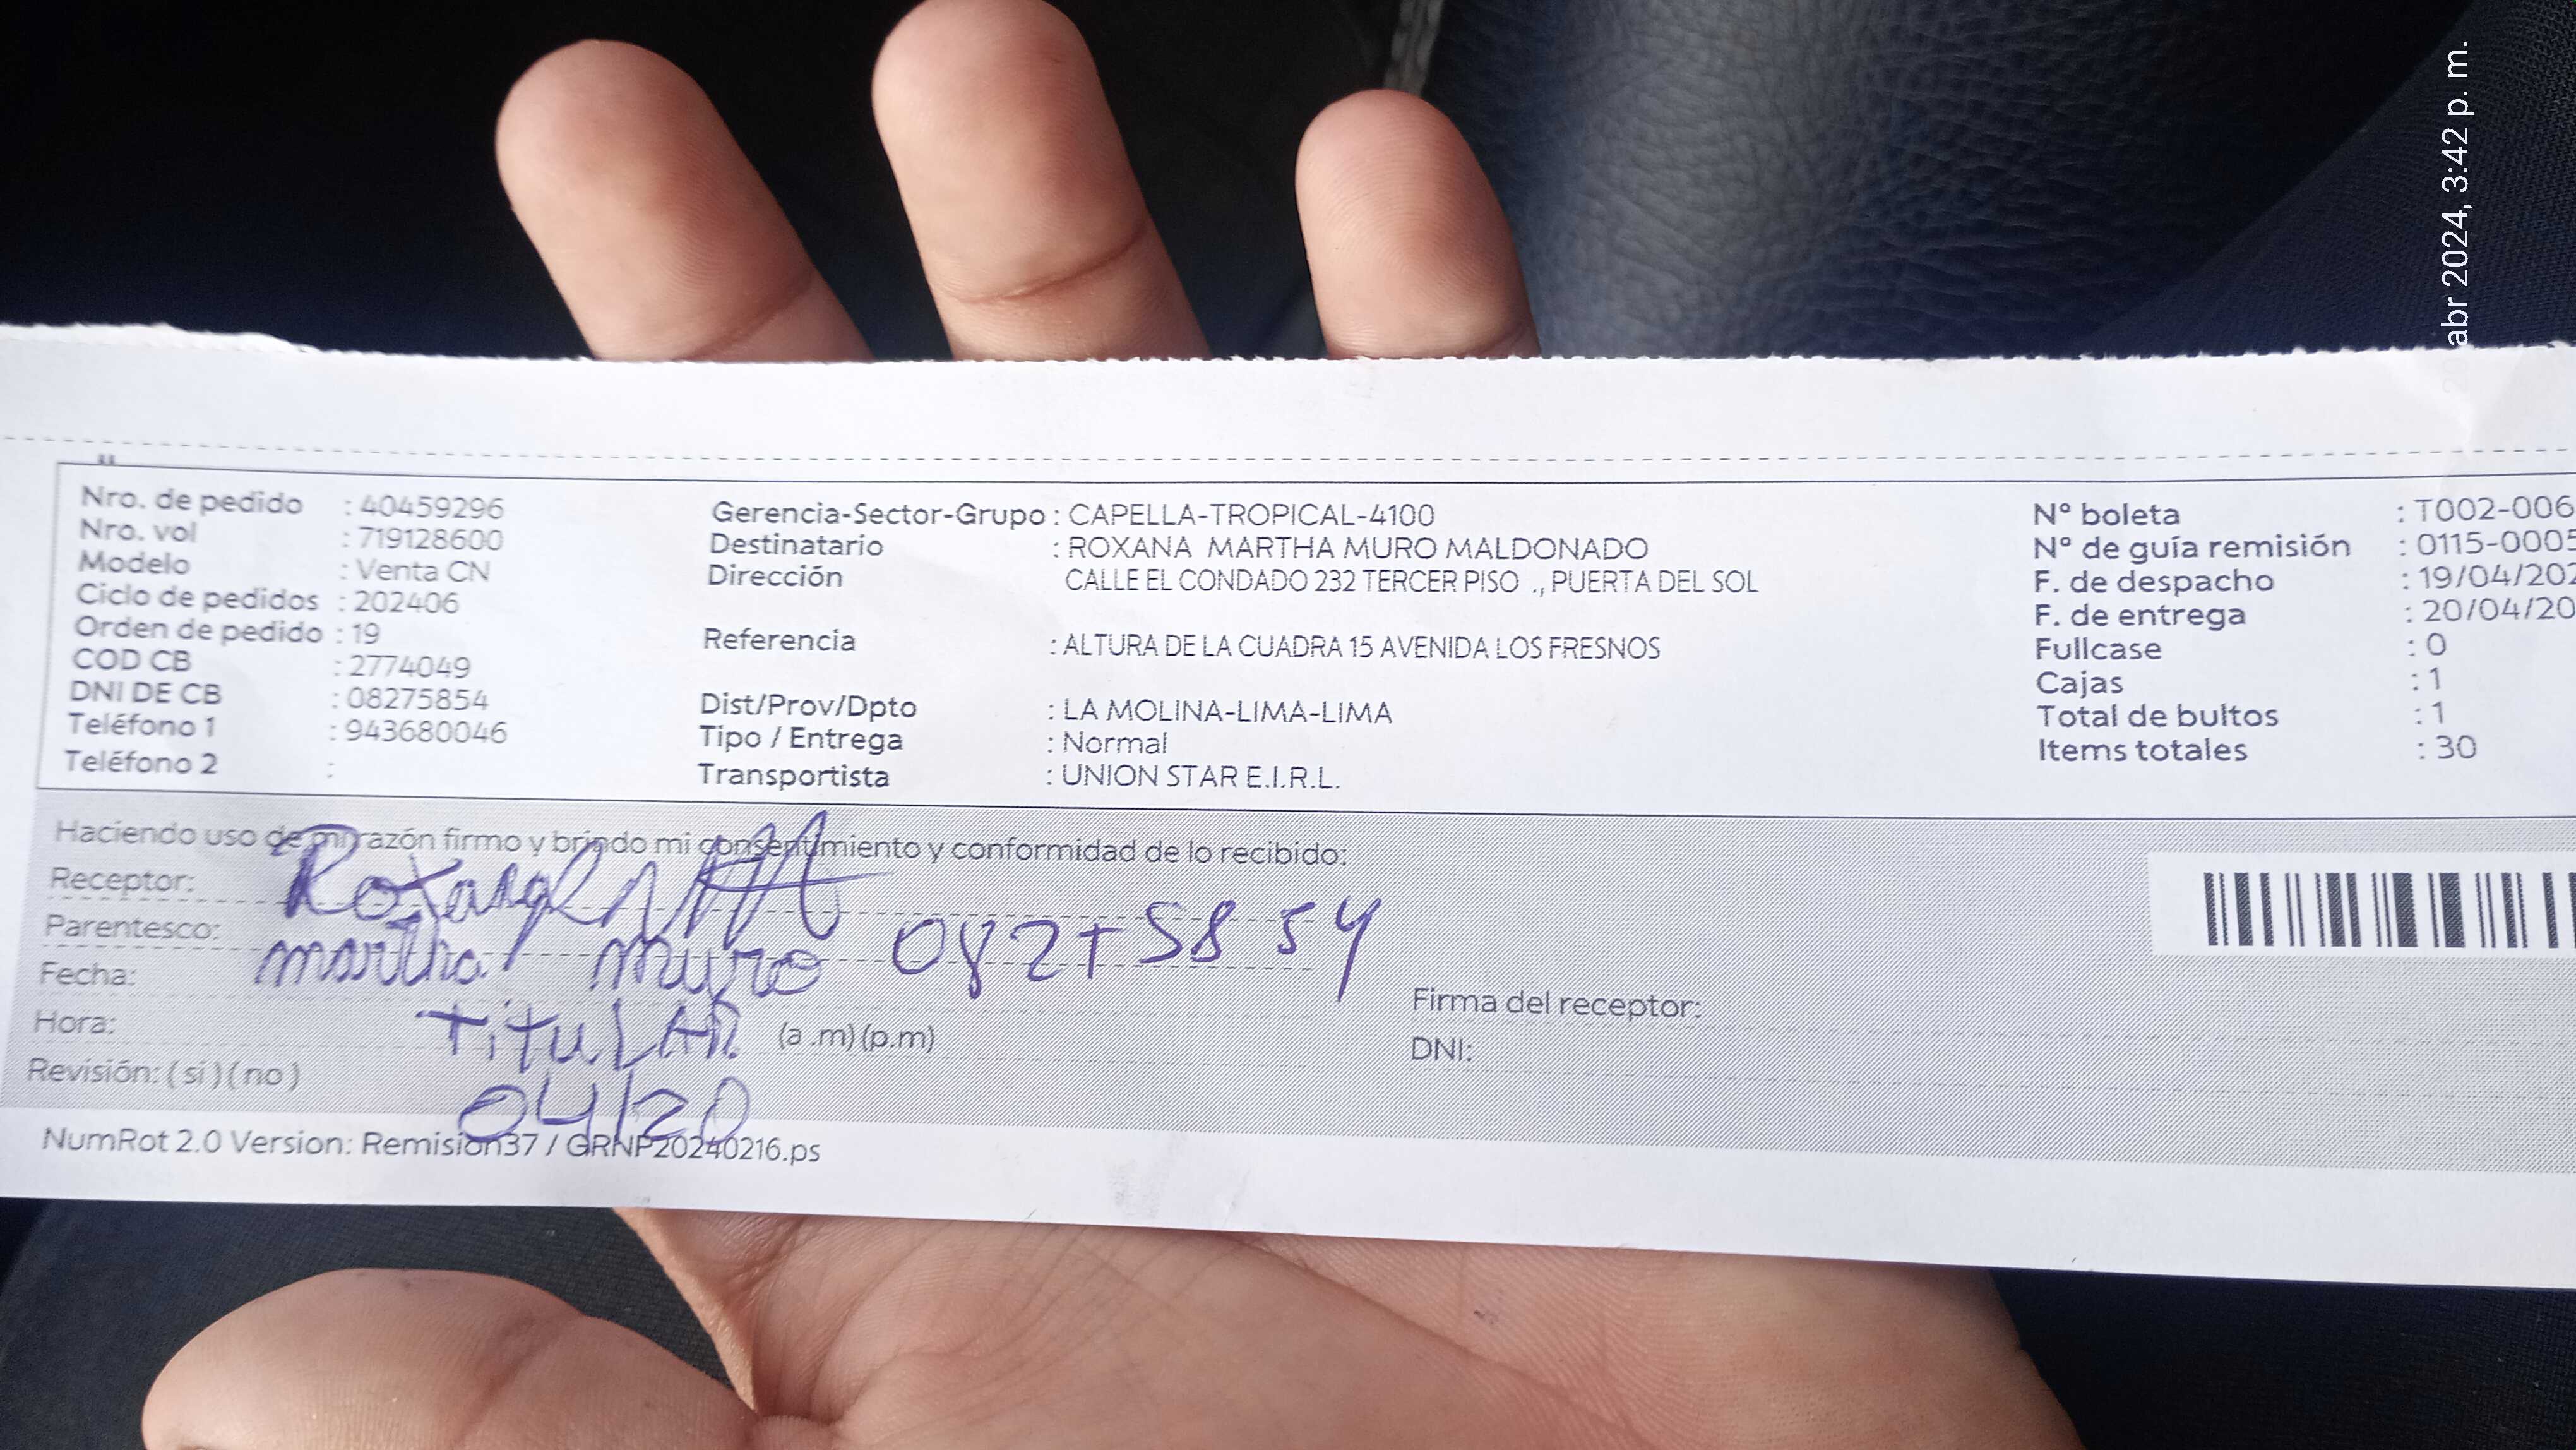 abr 2024, 3:42 p. m.
Nro. de pedido : 40459296
Nro. vol : 719128600
Modelo : Venta CN
Ciclo de pedidos : 202406
Orden de pedido : 19
COD CB : 2774049
DNI DE CB : 08275854
Teléfono 1 : 943680046
Teléfono 2 :
Gerencia-Sector-Grupo : CAPELLA-TROPICAL-4100
Destinatario : ROXANA MARTHA MURO MALDONADO
Dirección CALLE EL CONDADO 232 TERCER PISO ., PUERTA DEL SOL
Referencia : ALTURA DE LA CUADRA 15 AVENIDA LOS FRESNOS
Dist/Prov/Dpto : LA MOLINA-LIMA-LIMA
Tipo / Entrega : Normal
Transportista : UNION STAR E.I.R.L.
N° boleta : T002-006
N° de guía remisión : 0115-0005
F. de despacho : 19/04/202
F. de entrega : 20/04/20
Fullcase : 0
Cajas : 1
Total de bultos : 1
Items totales : 30
Haciendo uso de mi razón firmo y brindo mi consentimiento y conformidad de lo recibido:
Receptor: Roxana
Parentesco: martha muro 08275854
Fecha: titulAR
Hora: (a .m) (p.m)
Revisión: ( si ) ( no ) 04/20
Firma del receptor:
DNI:
NumRot 2.0 Version: Remision37 / GRNP20240216.ps